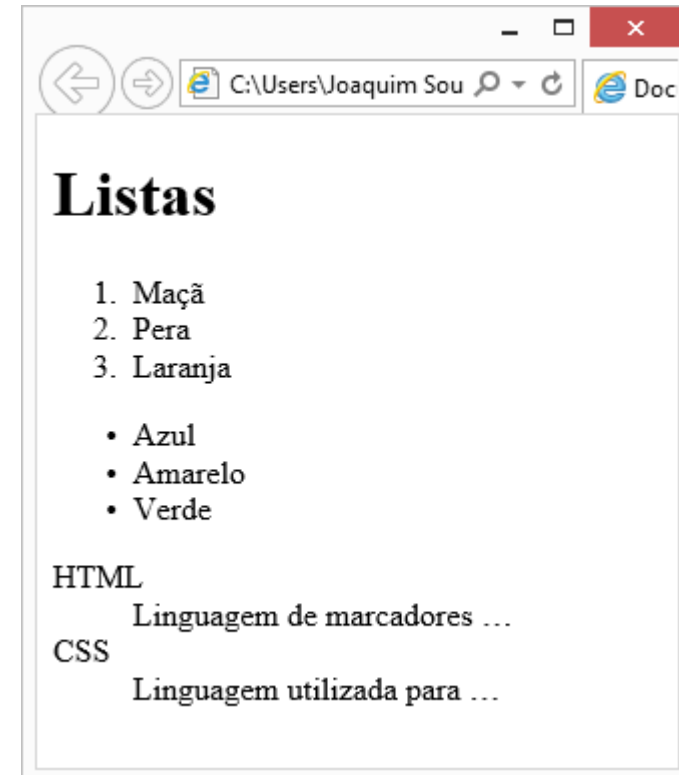 C:\Users\Joaquim Sou
Doc
Listas
1. Maçã
2. Pera
3. Laranja
• Azul
• Amarelo
• Verde
HTML
Linguagem de marcadores …
CSS
Linguagem utilizada para …